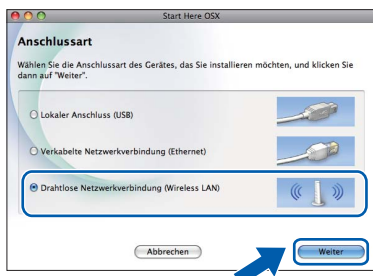 Start Here OSX
Anschlussart
Wählen Sie die Anschlussart des Gerätes, das Sie installieren möchten, und klicken Sie
dann auf "Weiter".
Lokaler Anschluss (USB)
Verkabelte Netzwerkverbindung (Ethernet)
Drahtlose Netzwerkverbindung (Wireless LAN)
Abbrechen
Weiter